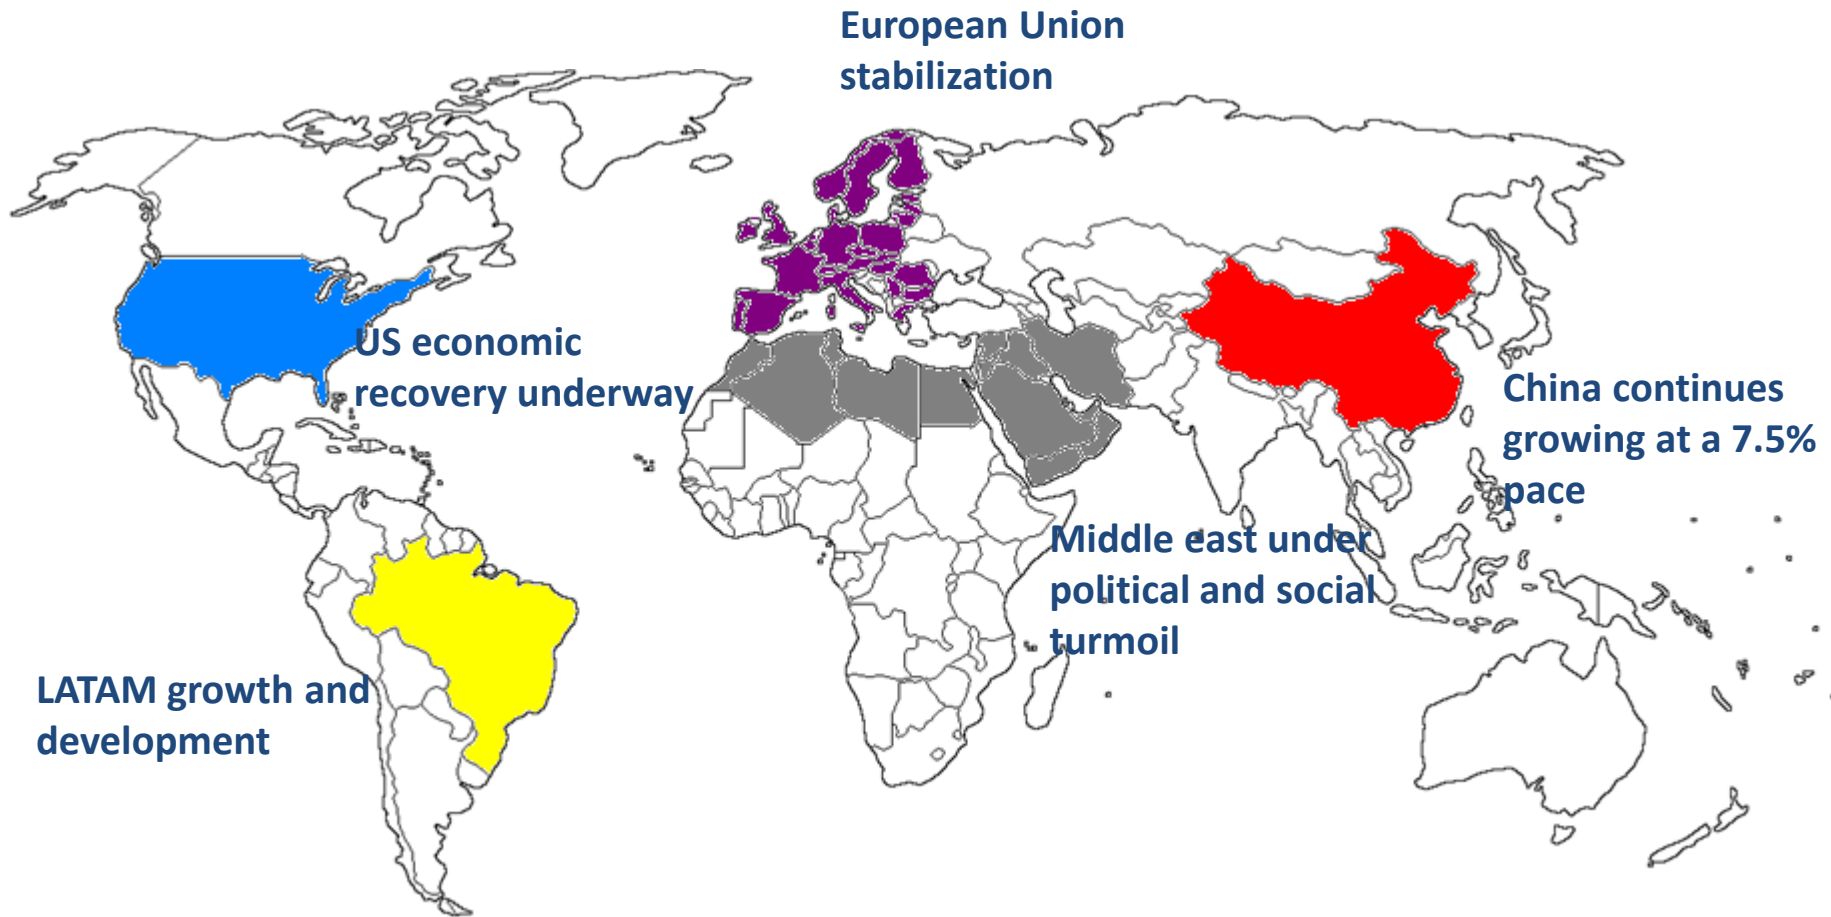 European Union
stabilization
US economic
recovery underway
China continues
growing at a 7.5%
pace
Middle east under
political and social
turmoil
LATAM growth and
development